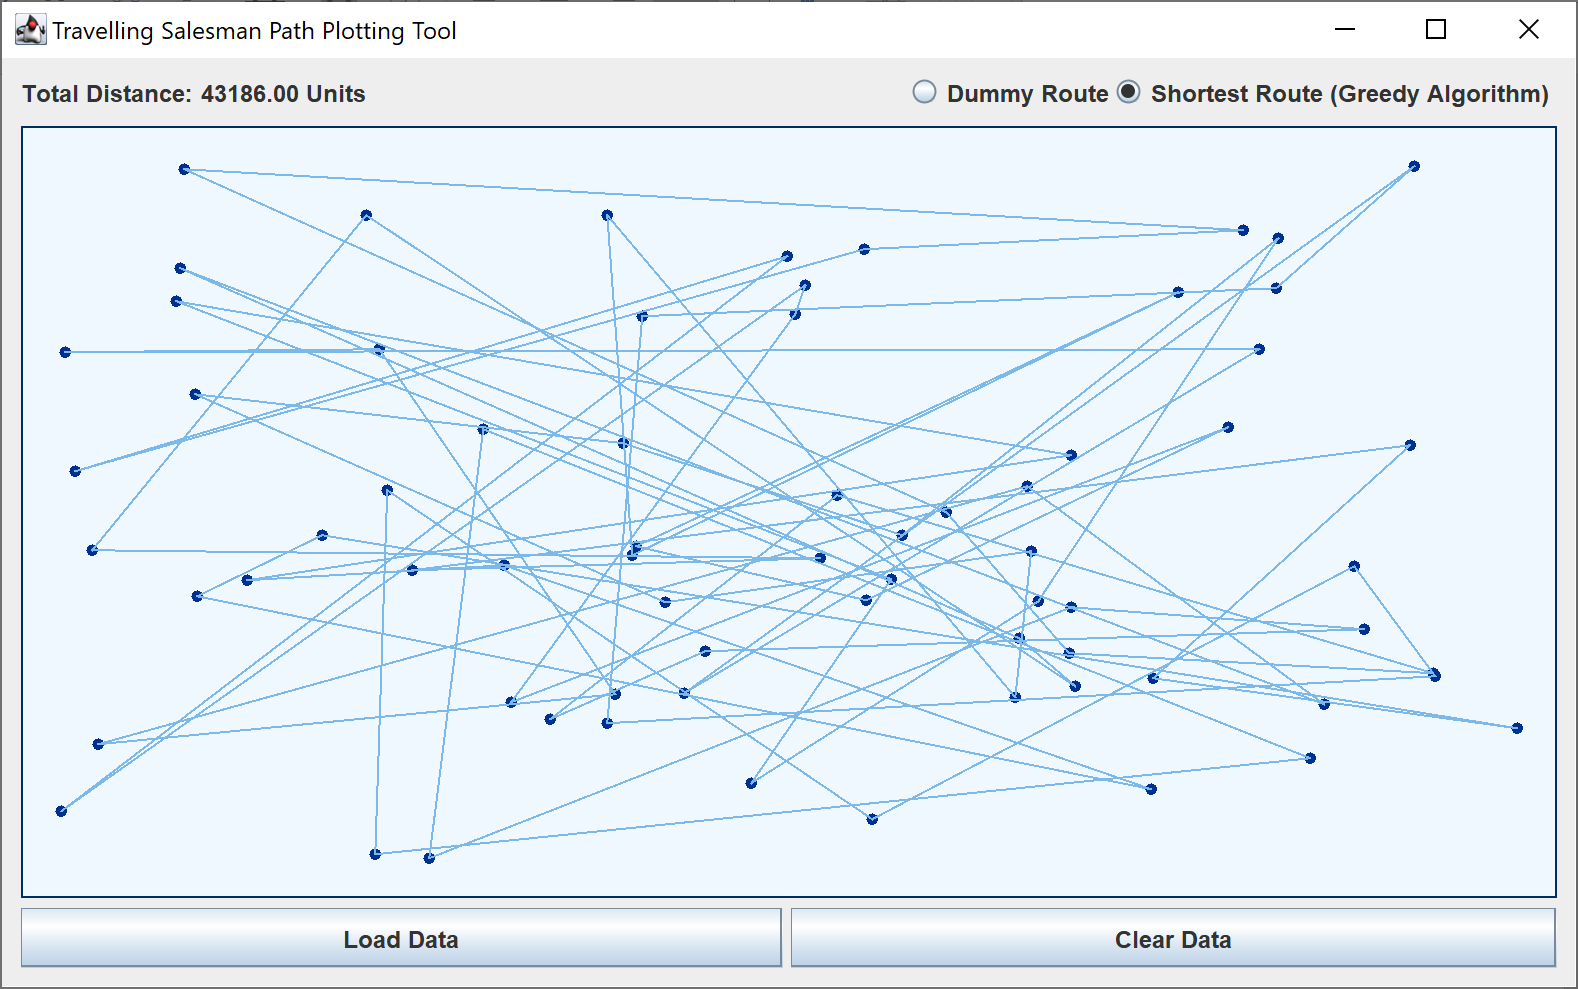 Travelling Salesman Path Plotting Tool
Total Distance: 43186.00 Units Dummy Route Shortest Route (Greedy Algorithm)
Load Data Clear Data